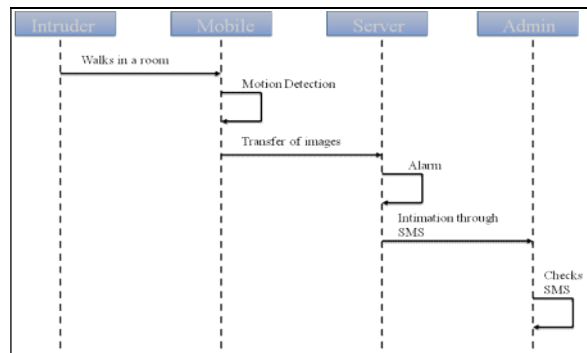 Intruder
Mobile
Server
Admin
Walks in a room
Motion Detection
Transfer of images
Alarm
Intimation through
SMS
Checks
SMS